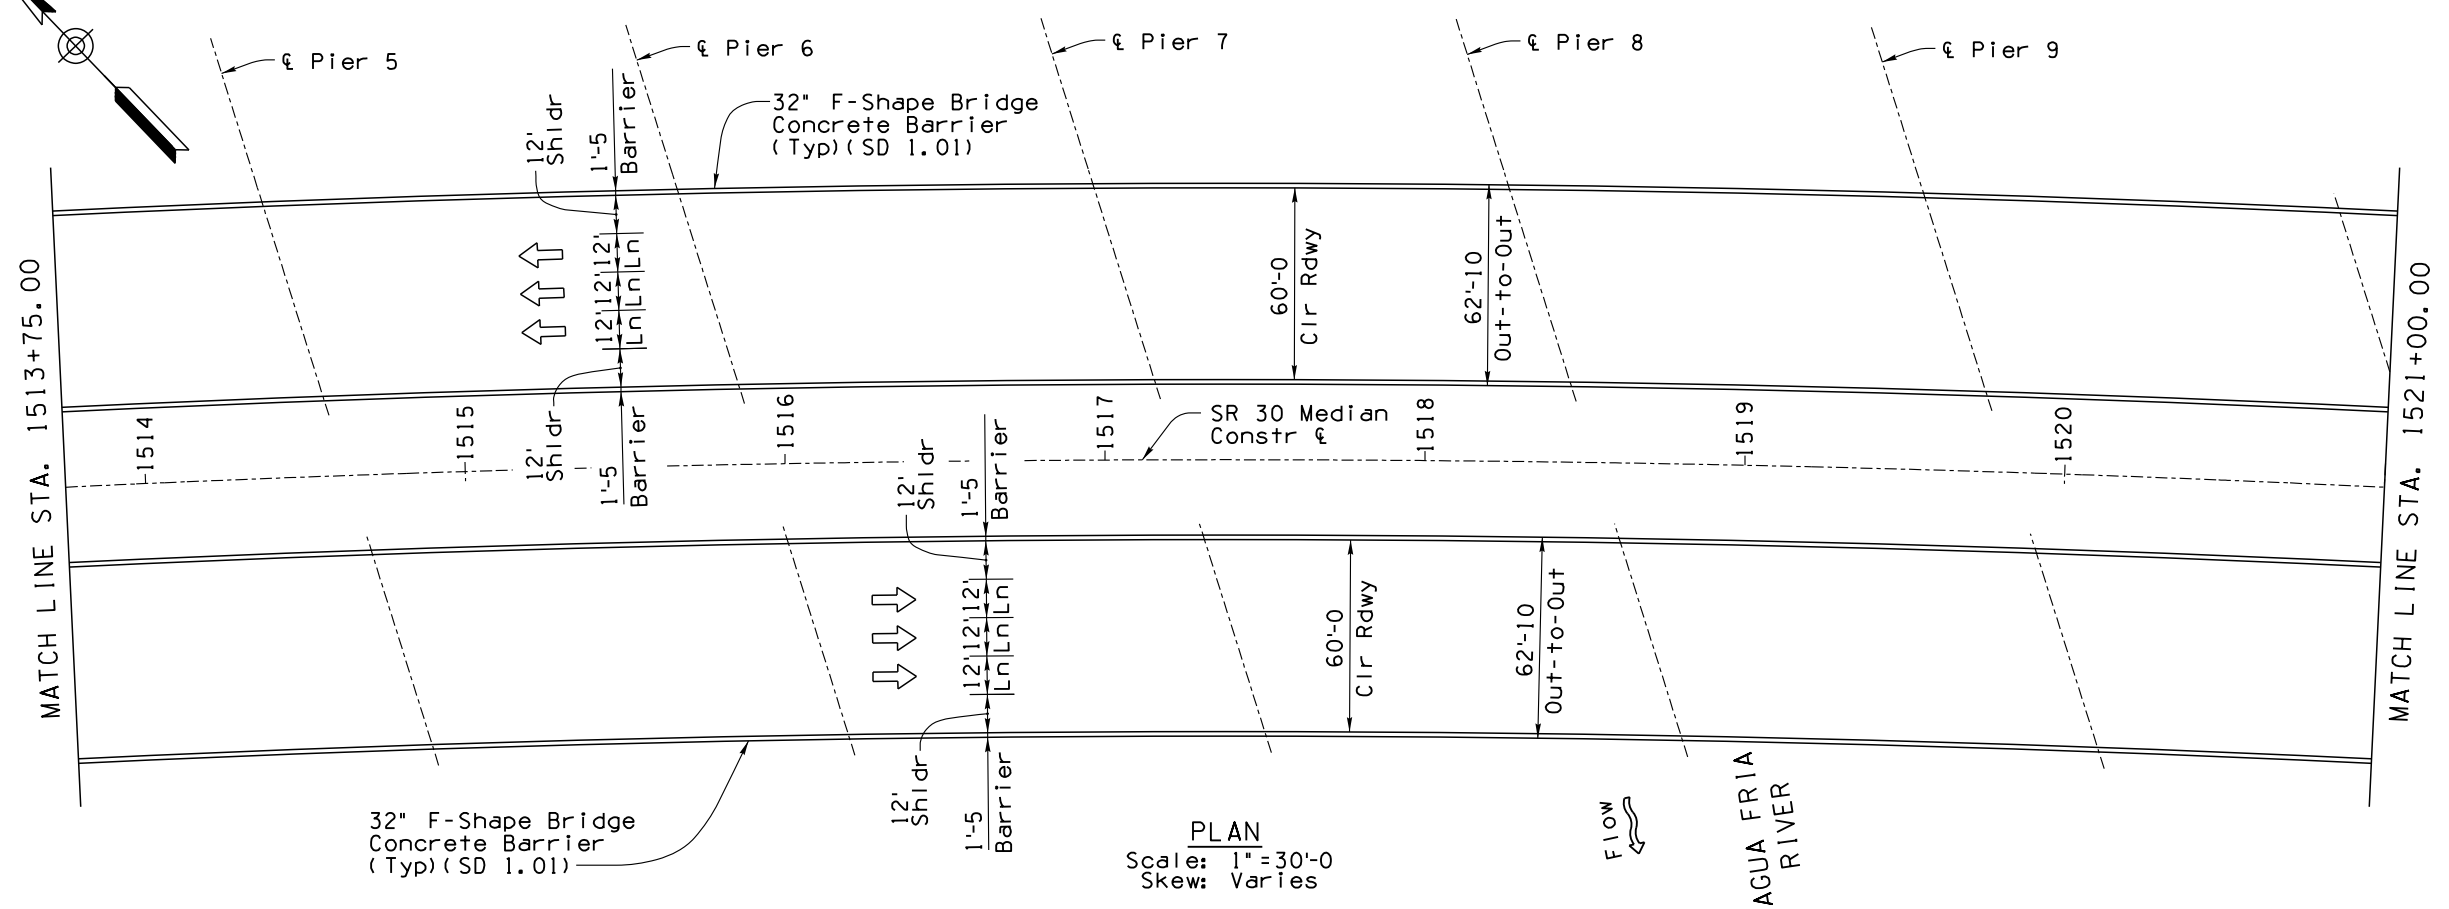 ℄ Pier 5
℄ Pier 6
℄ Pier 7
℄ Pier 8
℄ Pier 9
32" F-Shape Bridge
Concrete Barrier
(Typ)(SD 1.01)
12'
Shldr
1'-5
Barrier
12'
Ln
12'
Ln
12'
Ln
12'
Shldr
1'-5
Barrier
60'-0
Clr Rdwy
62'-10
Out-to-Out
MATCH LINE STA. 1513+75.00
MATCH LINE STA. 1521+00.00
1514
1515
1516
1517
1518
1519
1520
SR 30 Median
Constr ℄
12'
Shldr
1'-5
Barrier
12'
Ln
12'
Ln
12'
Ln
12'
Shldr
1'-5
Barrier
60'-0
Clr Rdwy
62'-10
Out-to-Out
32" F-Shape Bridge
Concrete Barrier
(Typ)(SD 1.01)
PLAN
Scale: 1"=30'-0
Skew: Varies
Flow
AGUA FRIA
RIVER